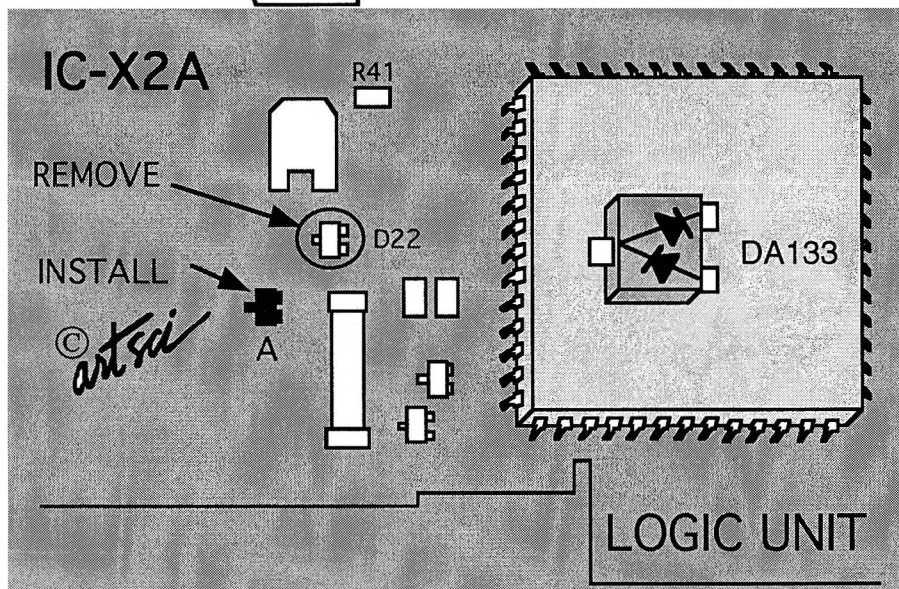 IC-X2A
R41
REMOVE
D22
DA133
INSTALL
A
© artsci
LOGIC UNIT